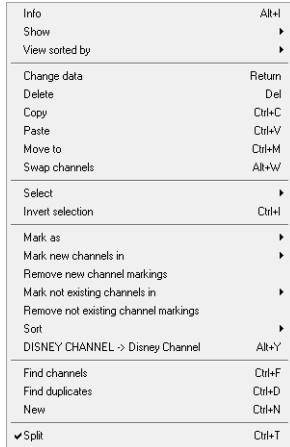 Info Alt+I
Show
View sorted by
Change data Return
Delete Del
Copy Ctrl+C
Paste Ctrl+V
Move to Ctrl+M
Swap channels Alt+W
Select
Invert selection Ctrl+I
Mark as
Mark new channels in
Remove new channel markings
Mark not existing channels in
Remove not existing channel markings
Sort
DISNEY CHANNEL -> Disney Channel Alt+Y
Find channels Ctrl+F
Find duplicates Ctrl+D
New Ctrl+N
Split Ctrl+T